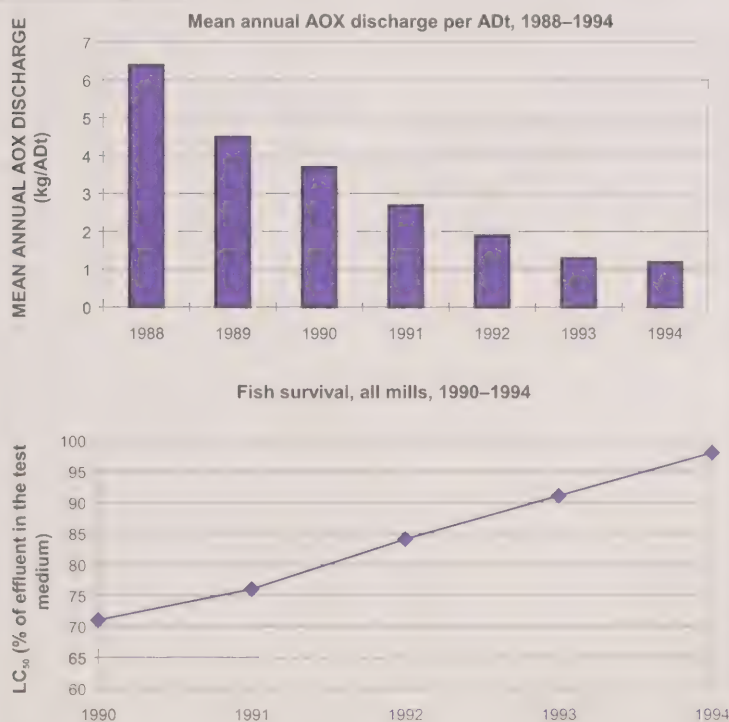 Mean annual AOX discharge per ADt, 1988–1994
MEAN ANNUAL AOX DISCHARGE
(kg/ADt)
7
6
5
4
3
2
1
0
1988 1989 1990 1991 1992 1993 1994
Fish survival, all mills, 1990–1994
LC₅₀ (% of effluent in the test
medium)
100
95
90
85
80
75
70
65
60
1990 1991 1992 1993 1994